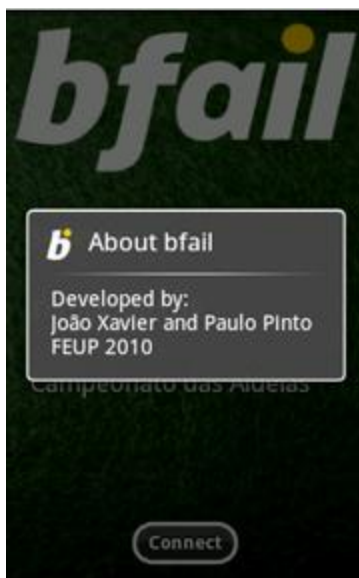 bfail
b About bfail
Developed by:
João Xavier and Paulo Pinto
FEUP 2010
Campeonato das Aldeias
Connect